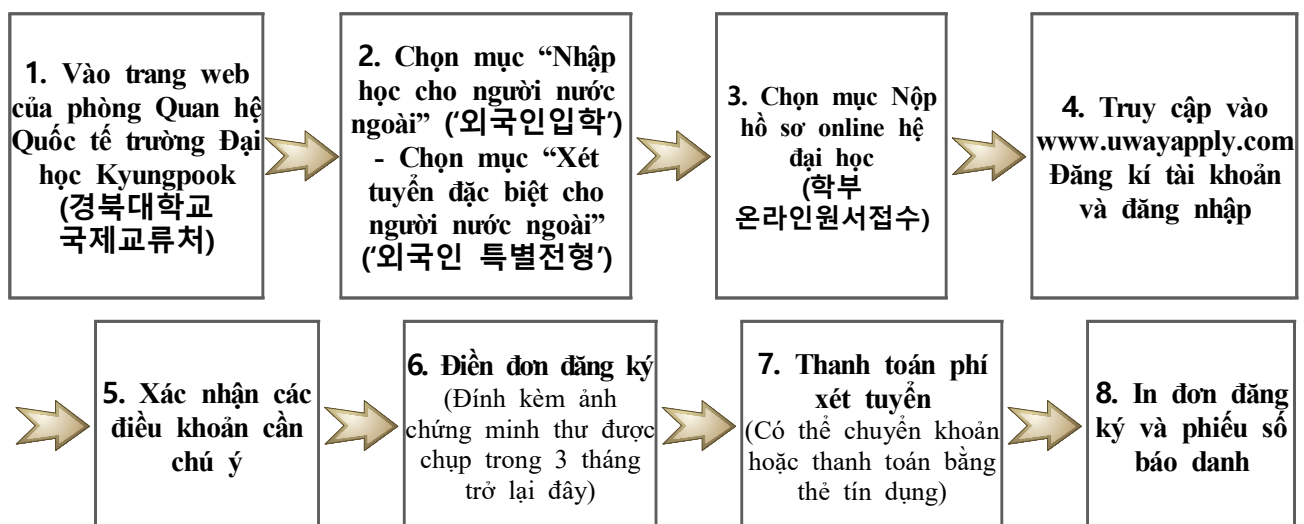 1. Vào trang web
của phòng Quan hệ
Quốc tế trường Đại
học Kyungpook
(경북대학교
국제교류처)
2. Chọn mục “Nhập
học cho người nước
ngoài” (‘외국인입학’)
- Chọn mục “Xét
tuyển đặc biệt cho
người nước ngoài”
(‘외국인 특별전형’)
3. Chọn mục Nộp
hồ sơ online hệ
đại học
(학부
온라인원서접수)
4. Truy cập vào
www.uwayapply.com
Đăng kí tài khoản
và đăng nhập
5. Xác nhận các
điều khoản cần
chú ý
6. Điền đơn đăng ký
(Đính kèm ảnh
chứng minh thư được
chụp trong 3 tháng
trở lại đây)
7. Thanh toán phí
xét tuyển
(Có thể chuyển khoản
hoặc thanh toán bằng
thẻ tín dụng)
8. In đơn đăng
ký và phiếu số
báo danh